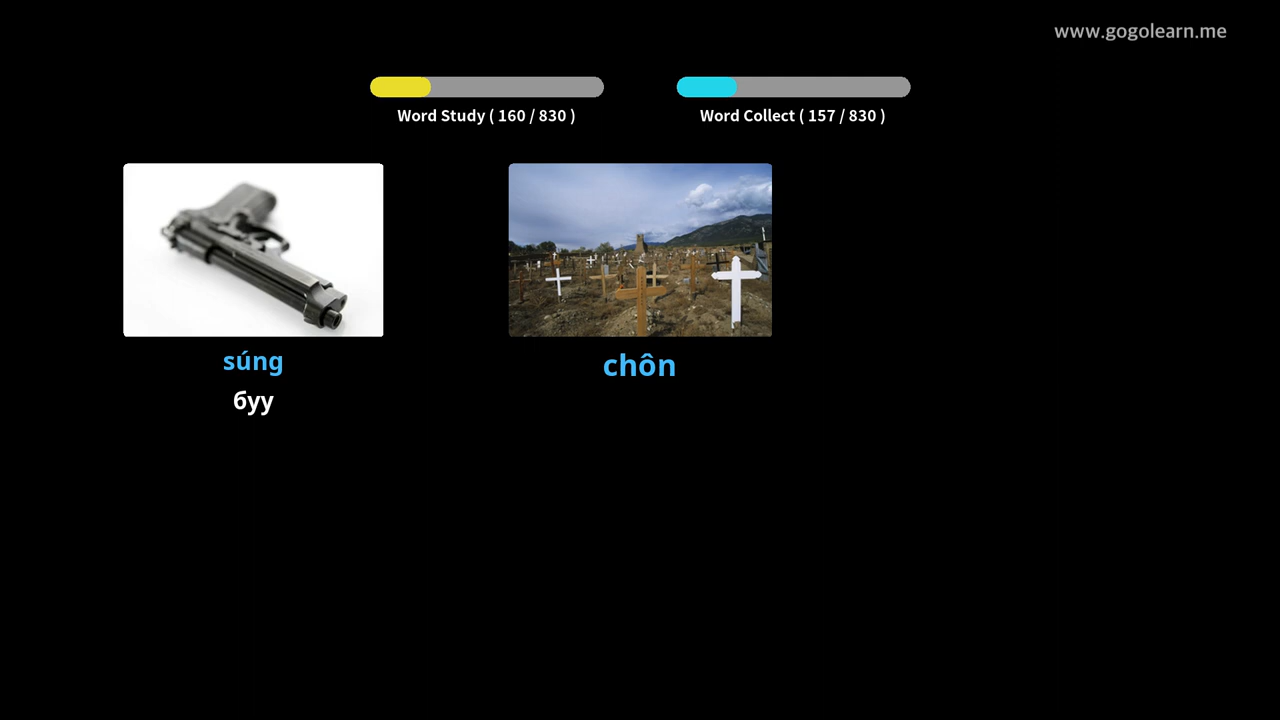 www.gogolearn.me
Word Study ( 160 / 830 )
Word Collect ( 157 / 830 )
súng
буу
chôn